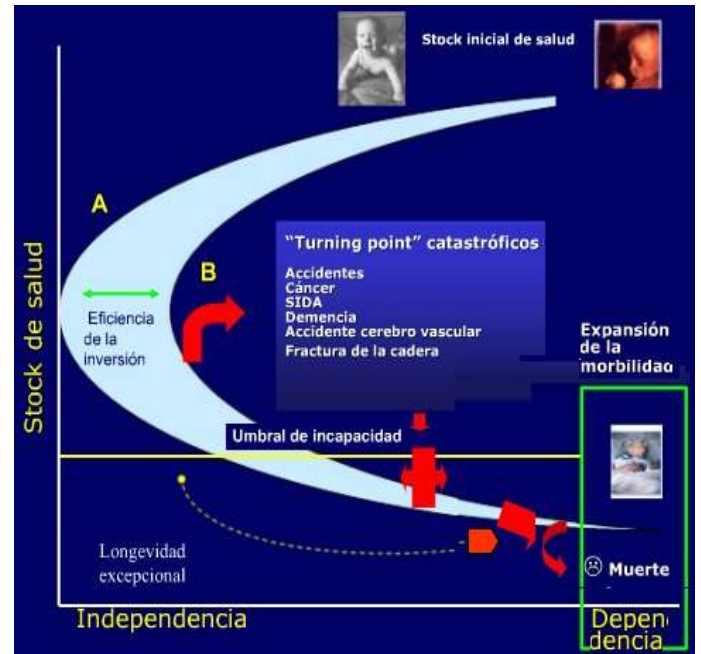 Stock inicial de salud
A
B
"Turning point" catastróficos
Accidentes
Cáncer
SIDA
Demencia
Accidente cerebro vascular
Fractura de la cadera
Eficiencia
de la
inversión
Stock de salud
Expansión
de la
morbilidad
Umbral de incapacidad
Longevidad
excepcional
Muerte
Independencia
Depen
dencia